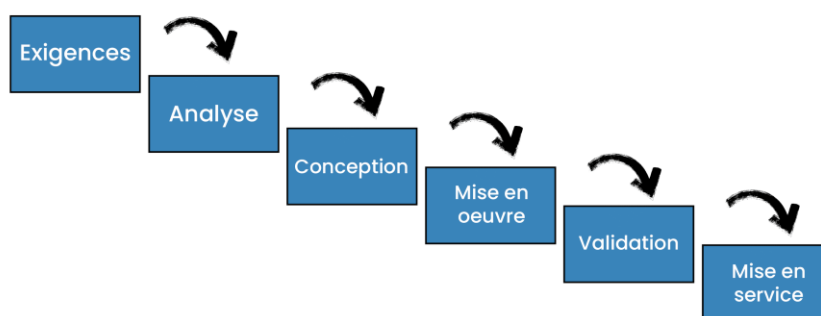 Exigences
Analyse
Conception
Mise en
oeuvre
Validation
Mise en
service